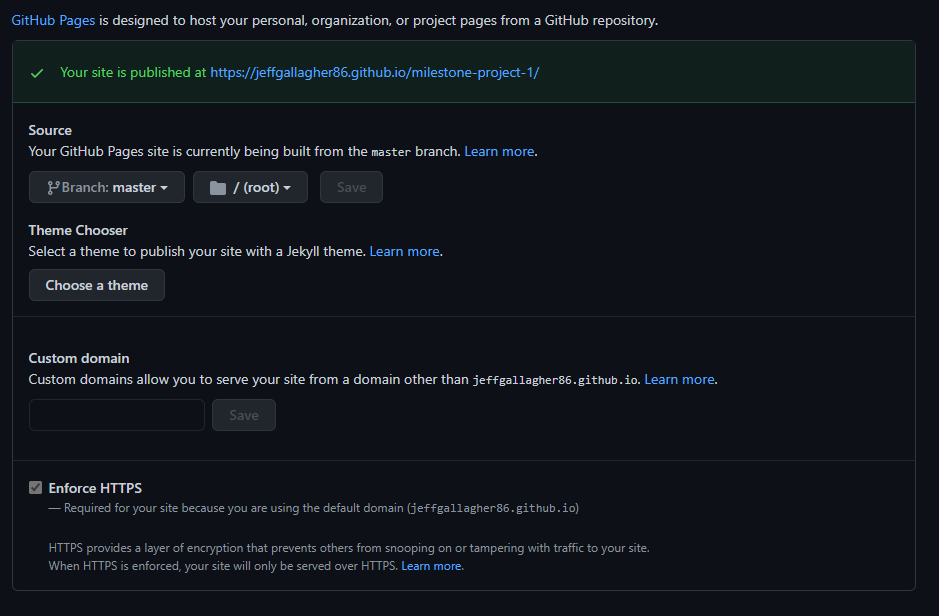 GitHub Pages is designed to host your personal, organization, or project pages from a GitHub repository.
Your site is published at https://jeffgallagher86.github.io/milestone-project-1/
Source
Your GitHub Pages site is currently being built from the master branch. Learn more.
Branch: master / (root) Save
Theme Chooser
Select a theme to publish your site with a Jekyll theme. Learn more.
Choose a theme
Custom domain
Custom domains allow you to serve your site from a domain other than jeffgallagher86.github.io. Learn more.
Save
Enforce HTTPS
— Required for your site because you are using the default domain (jeffgallagher86.github.io)
HTTPS provides a layer of encryption that prevents others from snooping on or tampering with traffic to your site.
When HTTPS is enforced, your site will only be served over HTTPS. Learn more.